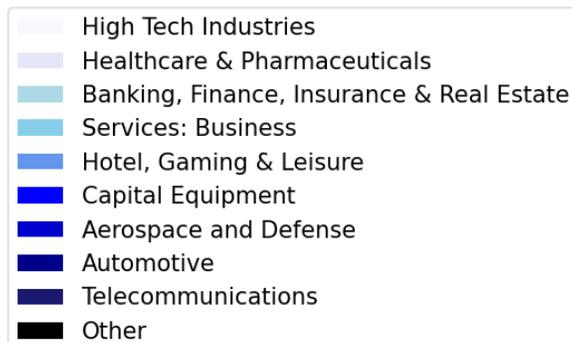 High Tech Industries
Healthcare & Pharmaceuticals
Banking, Finance, Insurance & Real Estate
Services: Business
Hotel, Gaming & Leisure
Capital Equipment
Aerospace and Defense
Automotive
Telecommunications
Other